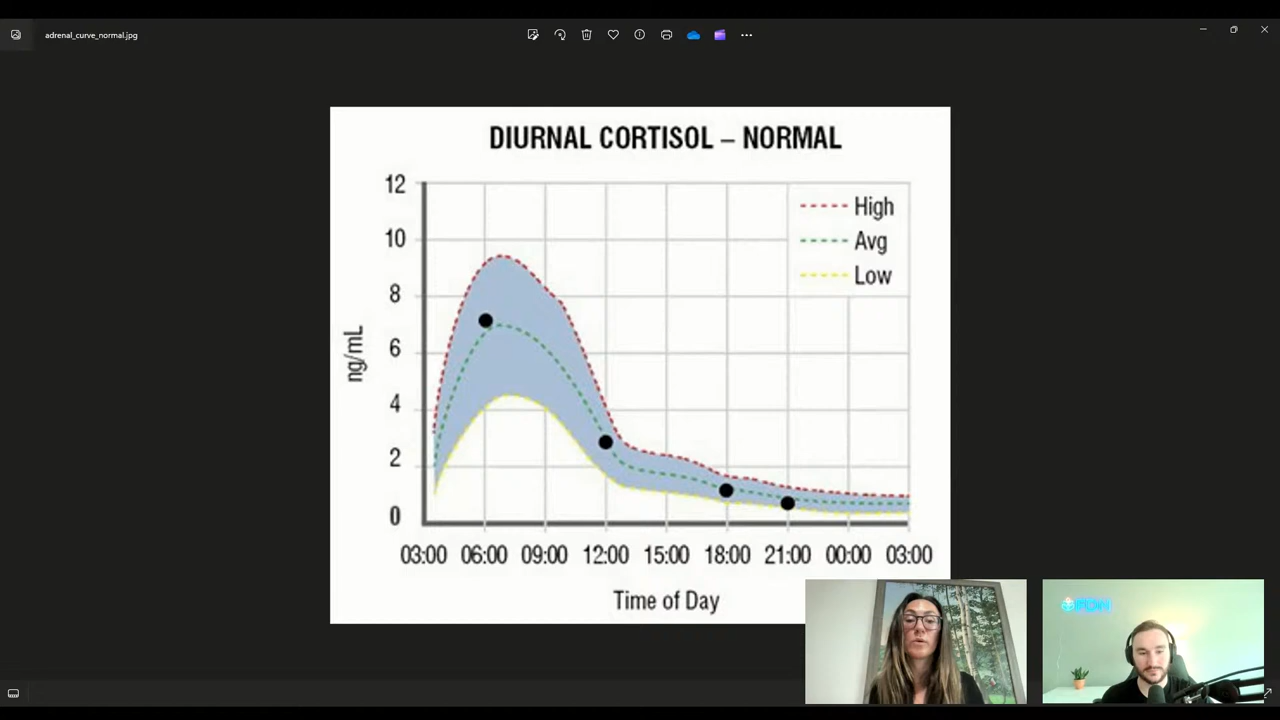 adrenal_curve_normal.jpg
DIURNAL CORTISOL – NORMAL
12
10
8
6
4
2
0
ng/mL
High
Avg
Low
03:00 06:00 09:00 12:00 15:00 18:00 21:00 00:00 03:00
Time of Day